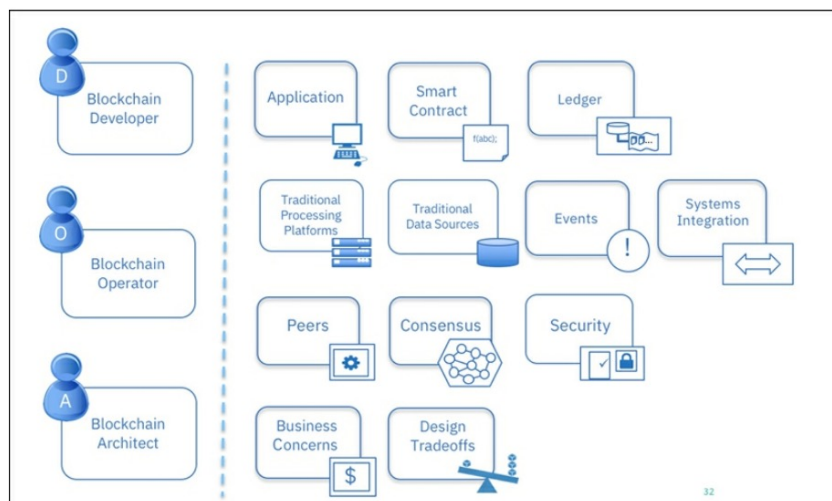 D
Blockchain
Developer
Application
Smart
Contract
f(abc);
Ledger
O
Blockchain
Operator
Traditional
Processing
Platforms
Traditional
Data Sources
Events
!
Systems
Integration
Peers
Consensus
Security
A
Blockchain
Architect
Business
Concerns
$
Design
Tradeoffs
32